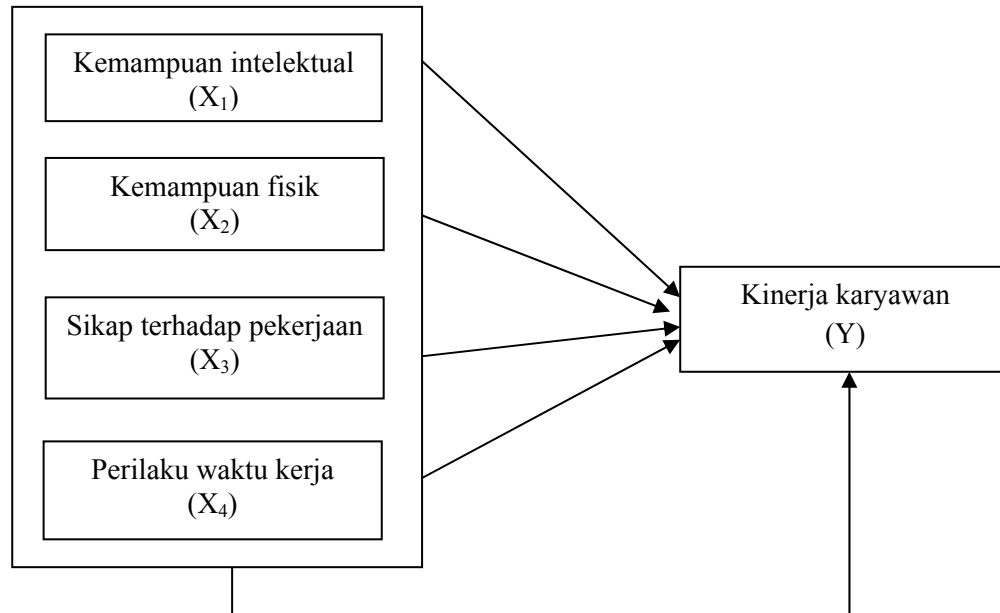 Kemampuan intelektual
(X₁)
Kemampuan fisik
(X₂)
Sikap terhadap pekerjaan
(X₃)
Perilaku waktu kerja
(X₄)
Kinerja karyawan
(Y)